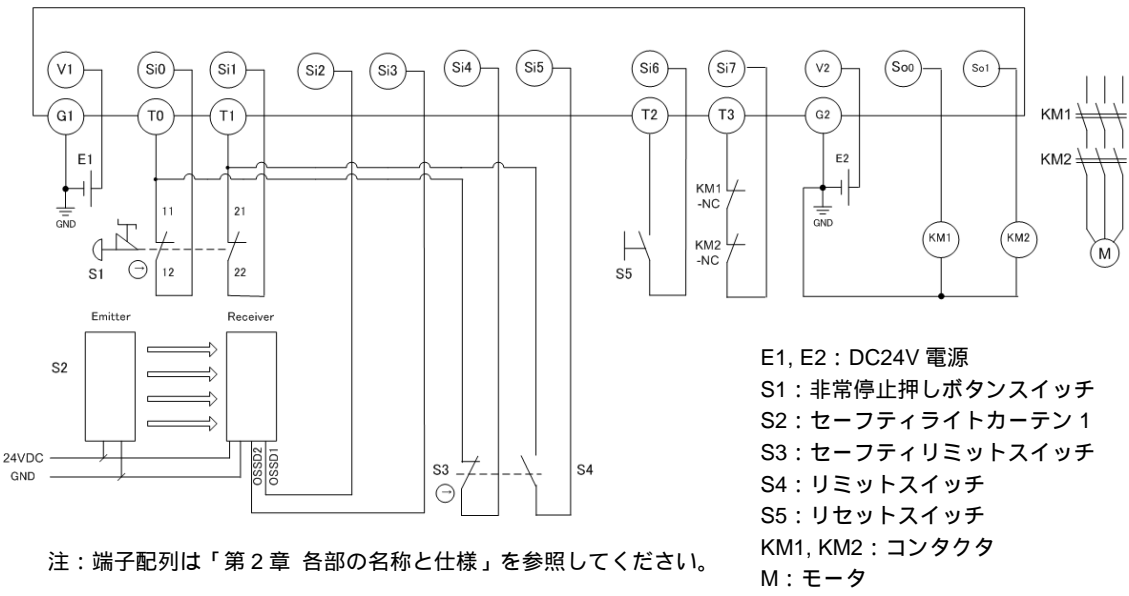 V1 Si0 Si1 Si2 Si3 Si4 Si5 Si6 Si7 V2 So0 So1
G1 T0 T1 T2 T3 G2
KM1
KM2
M
E1
GND
11 21
12 22
S1
KM1
-NC
KM2
-NC
S5
E2
GND
KM1 KM2
Emitter Receiver
S2
24VDC
GND
OSSD2
OSSD1
S3 S4
E1, E2：DC24V 電源
S1：非常停止押しボタンスイッチ
S2：セーフティライトカーテン 1
S3：セーフティリミットスイッチ
S4：リミットスイッチ
S5：リセットスイッチ
KM1, KM2：コンタクタ
M：モータ
注：端子配列は「第 2 章 各部の名称と仕様」を参照してください。